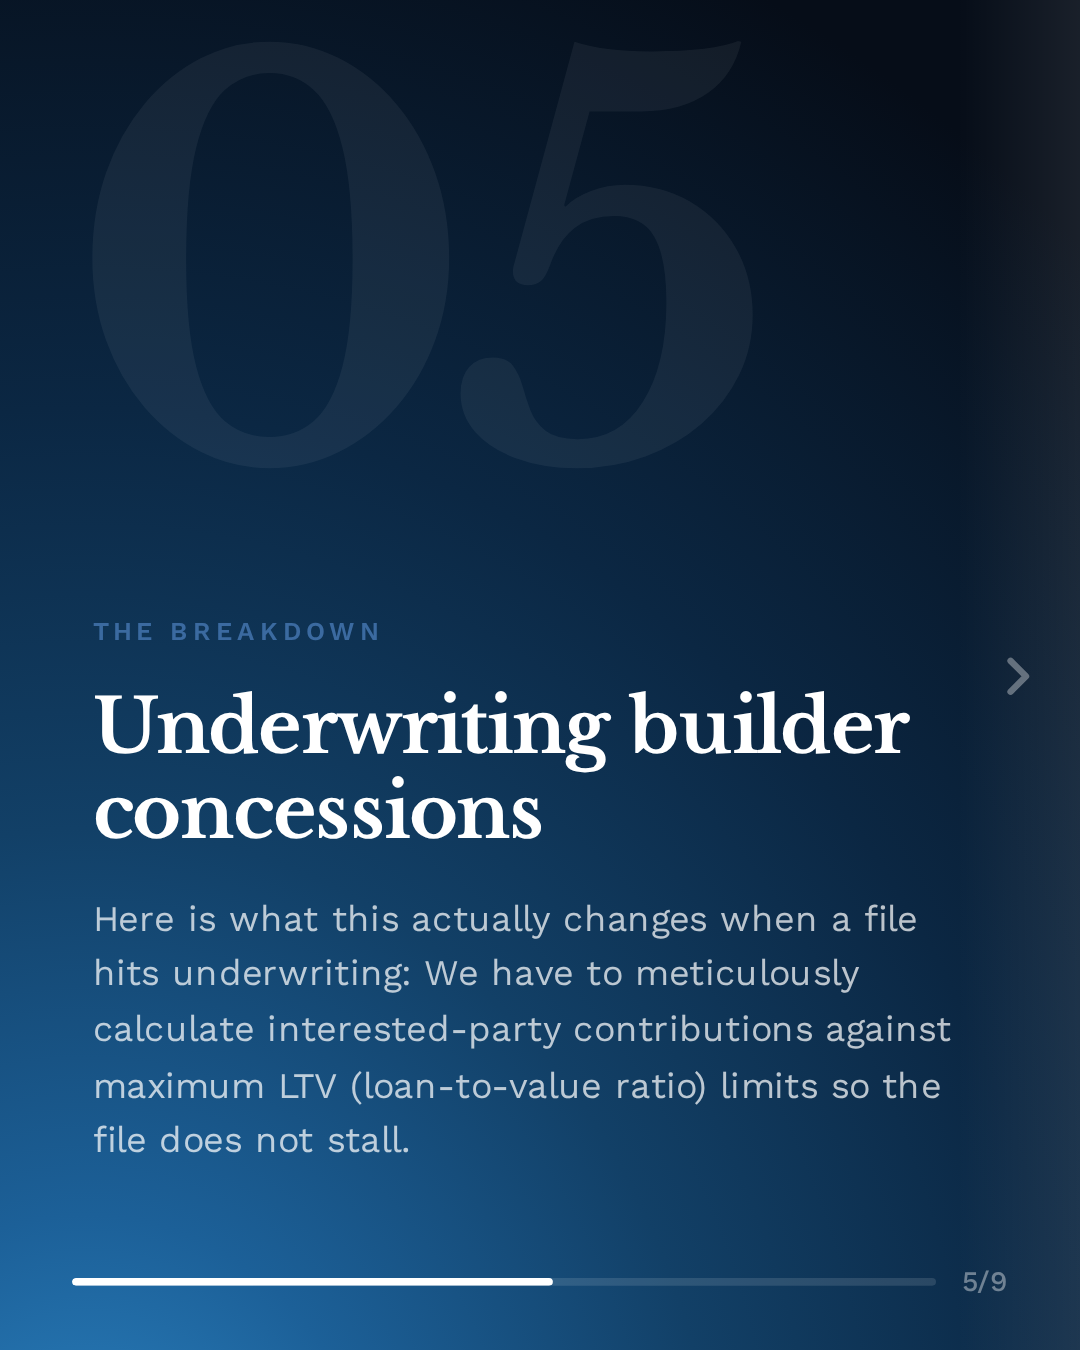 05
THE BREAKDOWN
Underwriting builder
concessions
Here is what this actually changes when a file
hits underwriting: We have to meticulously
calculate interested-party contributions against
maximum LTV (loan-to-value ratio) limits so the
file does not stall.
5/9